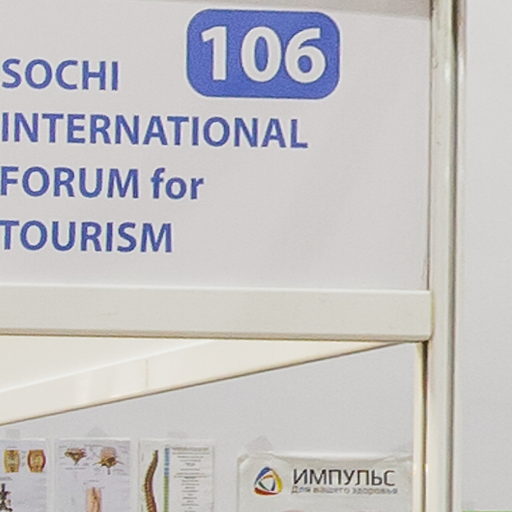 106
SOCHI
INTERNATIONAL
FORUM for
TOURISM
ИМПУЛЬС
Для вашего здоровья